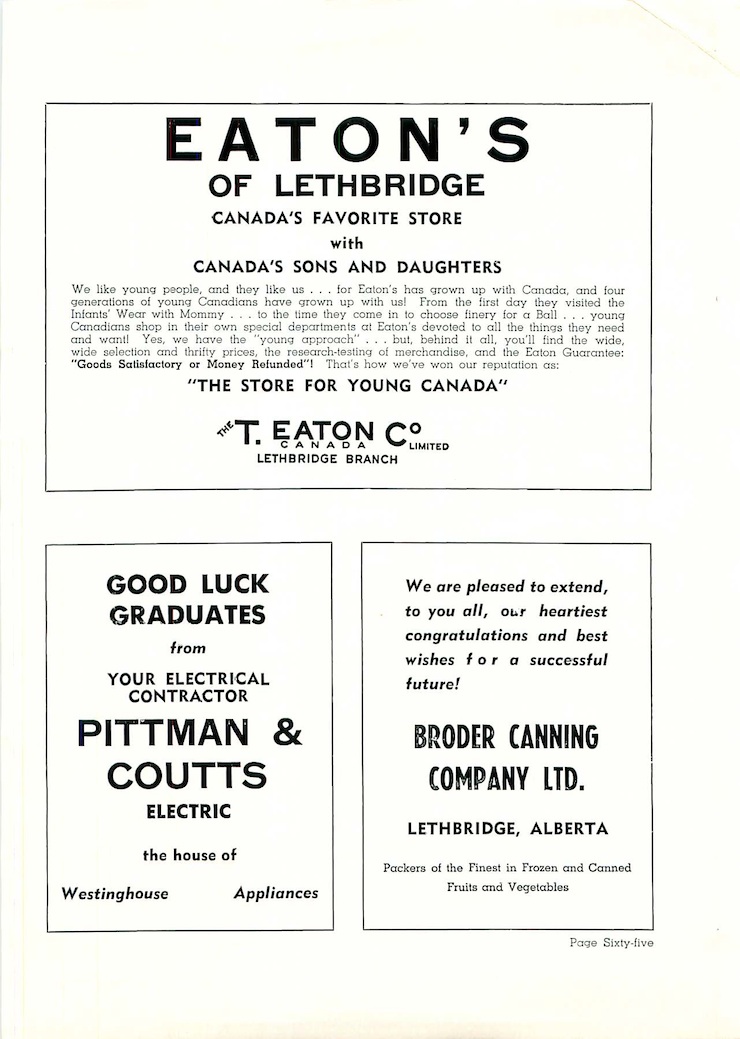 EATON'S
OF LETHBRIDGE
CANADA'S FAVORITE STORE
with
CANADA'S SONS AND DAUGHTERS
We like young people, and they like us . . . for Eaton's has grown up with Canada, and four
generations of young Canadians have grown up with us! From the first day they visited the
Infants' Wear with Mommy . . . to the time they come in to choose finery for a Ball . . . young
Canadians shop in their own special departments at Eaton's devoted to all the things they need
and want! Yes, we have the "young approach" . . . but, behind it all, you'll find the wide,
wide selection and thrifty prices, the research-testing of merchandise, and the Eaton Guarantee:
"Goods Satisfactory or Money Refunded"! That's how we've won our reputation as:
"THE STORE FOR YOUNG CANADA"
THE T. EATON Co
CANADA LIMITED
LETHBRIDGE BRANCH
GOOD LUCK
GRADUATES
from
YOUR ELECTRICAL
CONTRACTOR
PITTMAN &
COUTTS
ELECTRIC
the house of
Westinghouse Appliances
We are pleased to extend,
to you all, our heartiest
congratulations and best
wishes for a successful
future!
BRODER CANNING
COMPANY LTD.
LETHBRIDGE, ALBERTA
Packers of the Finest in Frozen and Canned
Fruits and Vegetables
Page Sixty-five